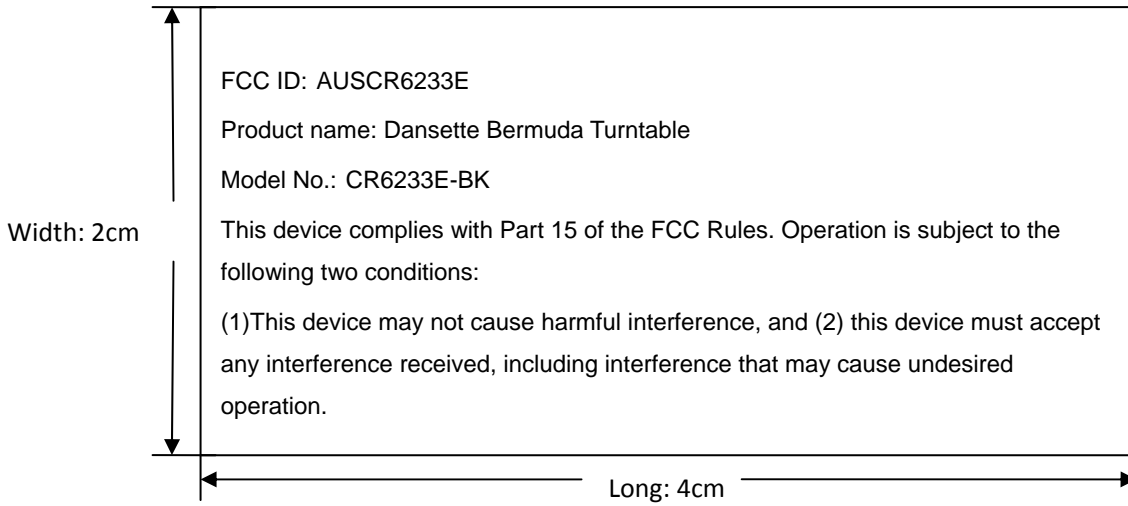 FCC ID: AUSCR6233E
Product name: Dansette Bermuda Turntable
Model No.: CR6233E-BK
Width: 2cm
This device complies with Part 15 of the FCC Rules. Operation is subject to the
following two conditions:
(1)This device may not cause harmful interference, and (2) this device must accept
any interference received, including interference that may cause undesired
operation.
Long: 4cm